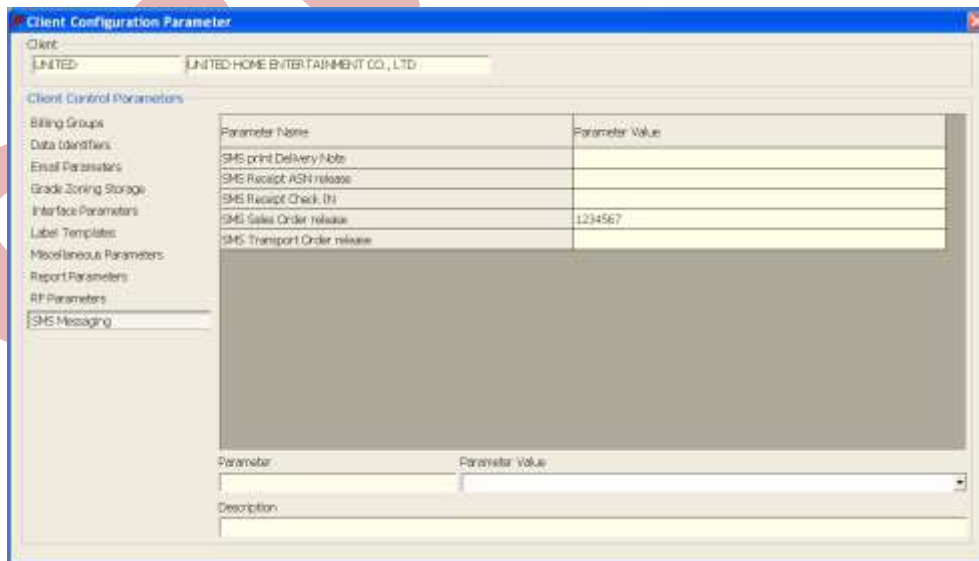 Client Configuration Parameter
Client
UNITED UNITED HOME ENTERTAINMENT CO., LTD
Client Control Parameters
Billing Groups
Data Identifiers
Email Parameters
Grade Zoning Storage
Interface Parameters
Label Templates
Miscellaneous Parameters
Report Parameters
RF Parameters
SMS Messaging
Parameter Name Parameter Value
SMS print Delivery Note
SMS Receipt ASN release
SMS Receipt Check IN
SMS Sales Order release 1234567
SMS Transport Order release
Parameter Parameter Value
Description